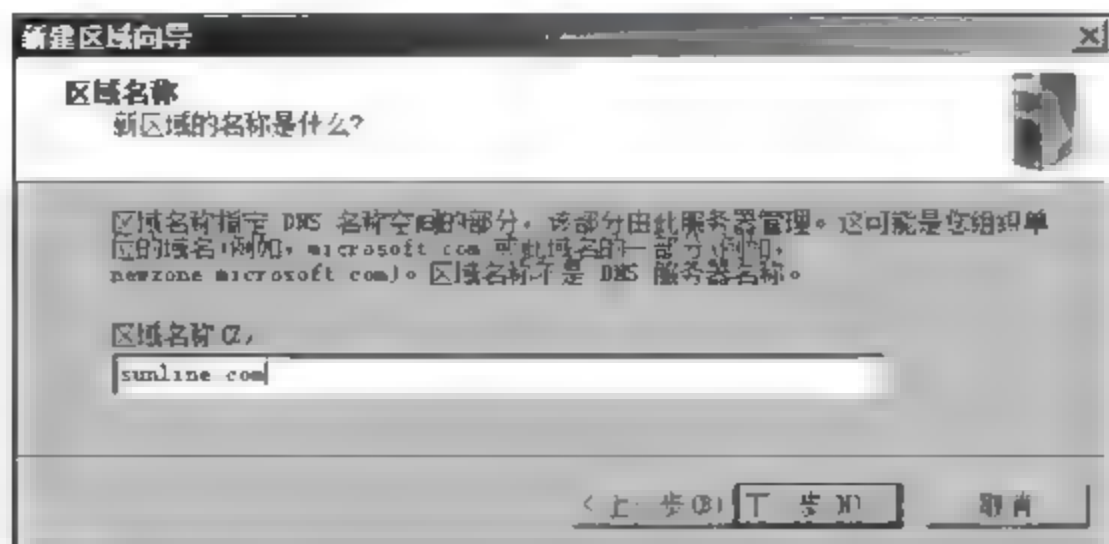 新建区域向导
区域名称
新区域的名称是什么?
区域名称指定 DNS 名称空间的部分，该部分由此服务器管理。这可能是您组织单
位的域名(例如，microsoft com 或此域名的一部分(例如，
newzone microsoft com)。区域名称不是 DNS 服务器名称。
区域名称(Z)
sunline com
< 上一步(B) 下一步(N) 取消